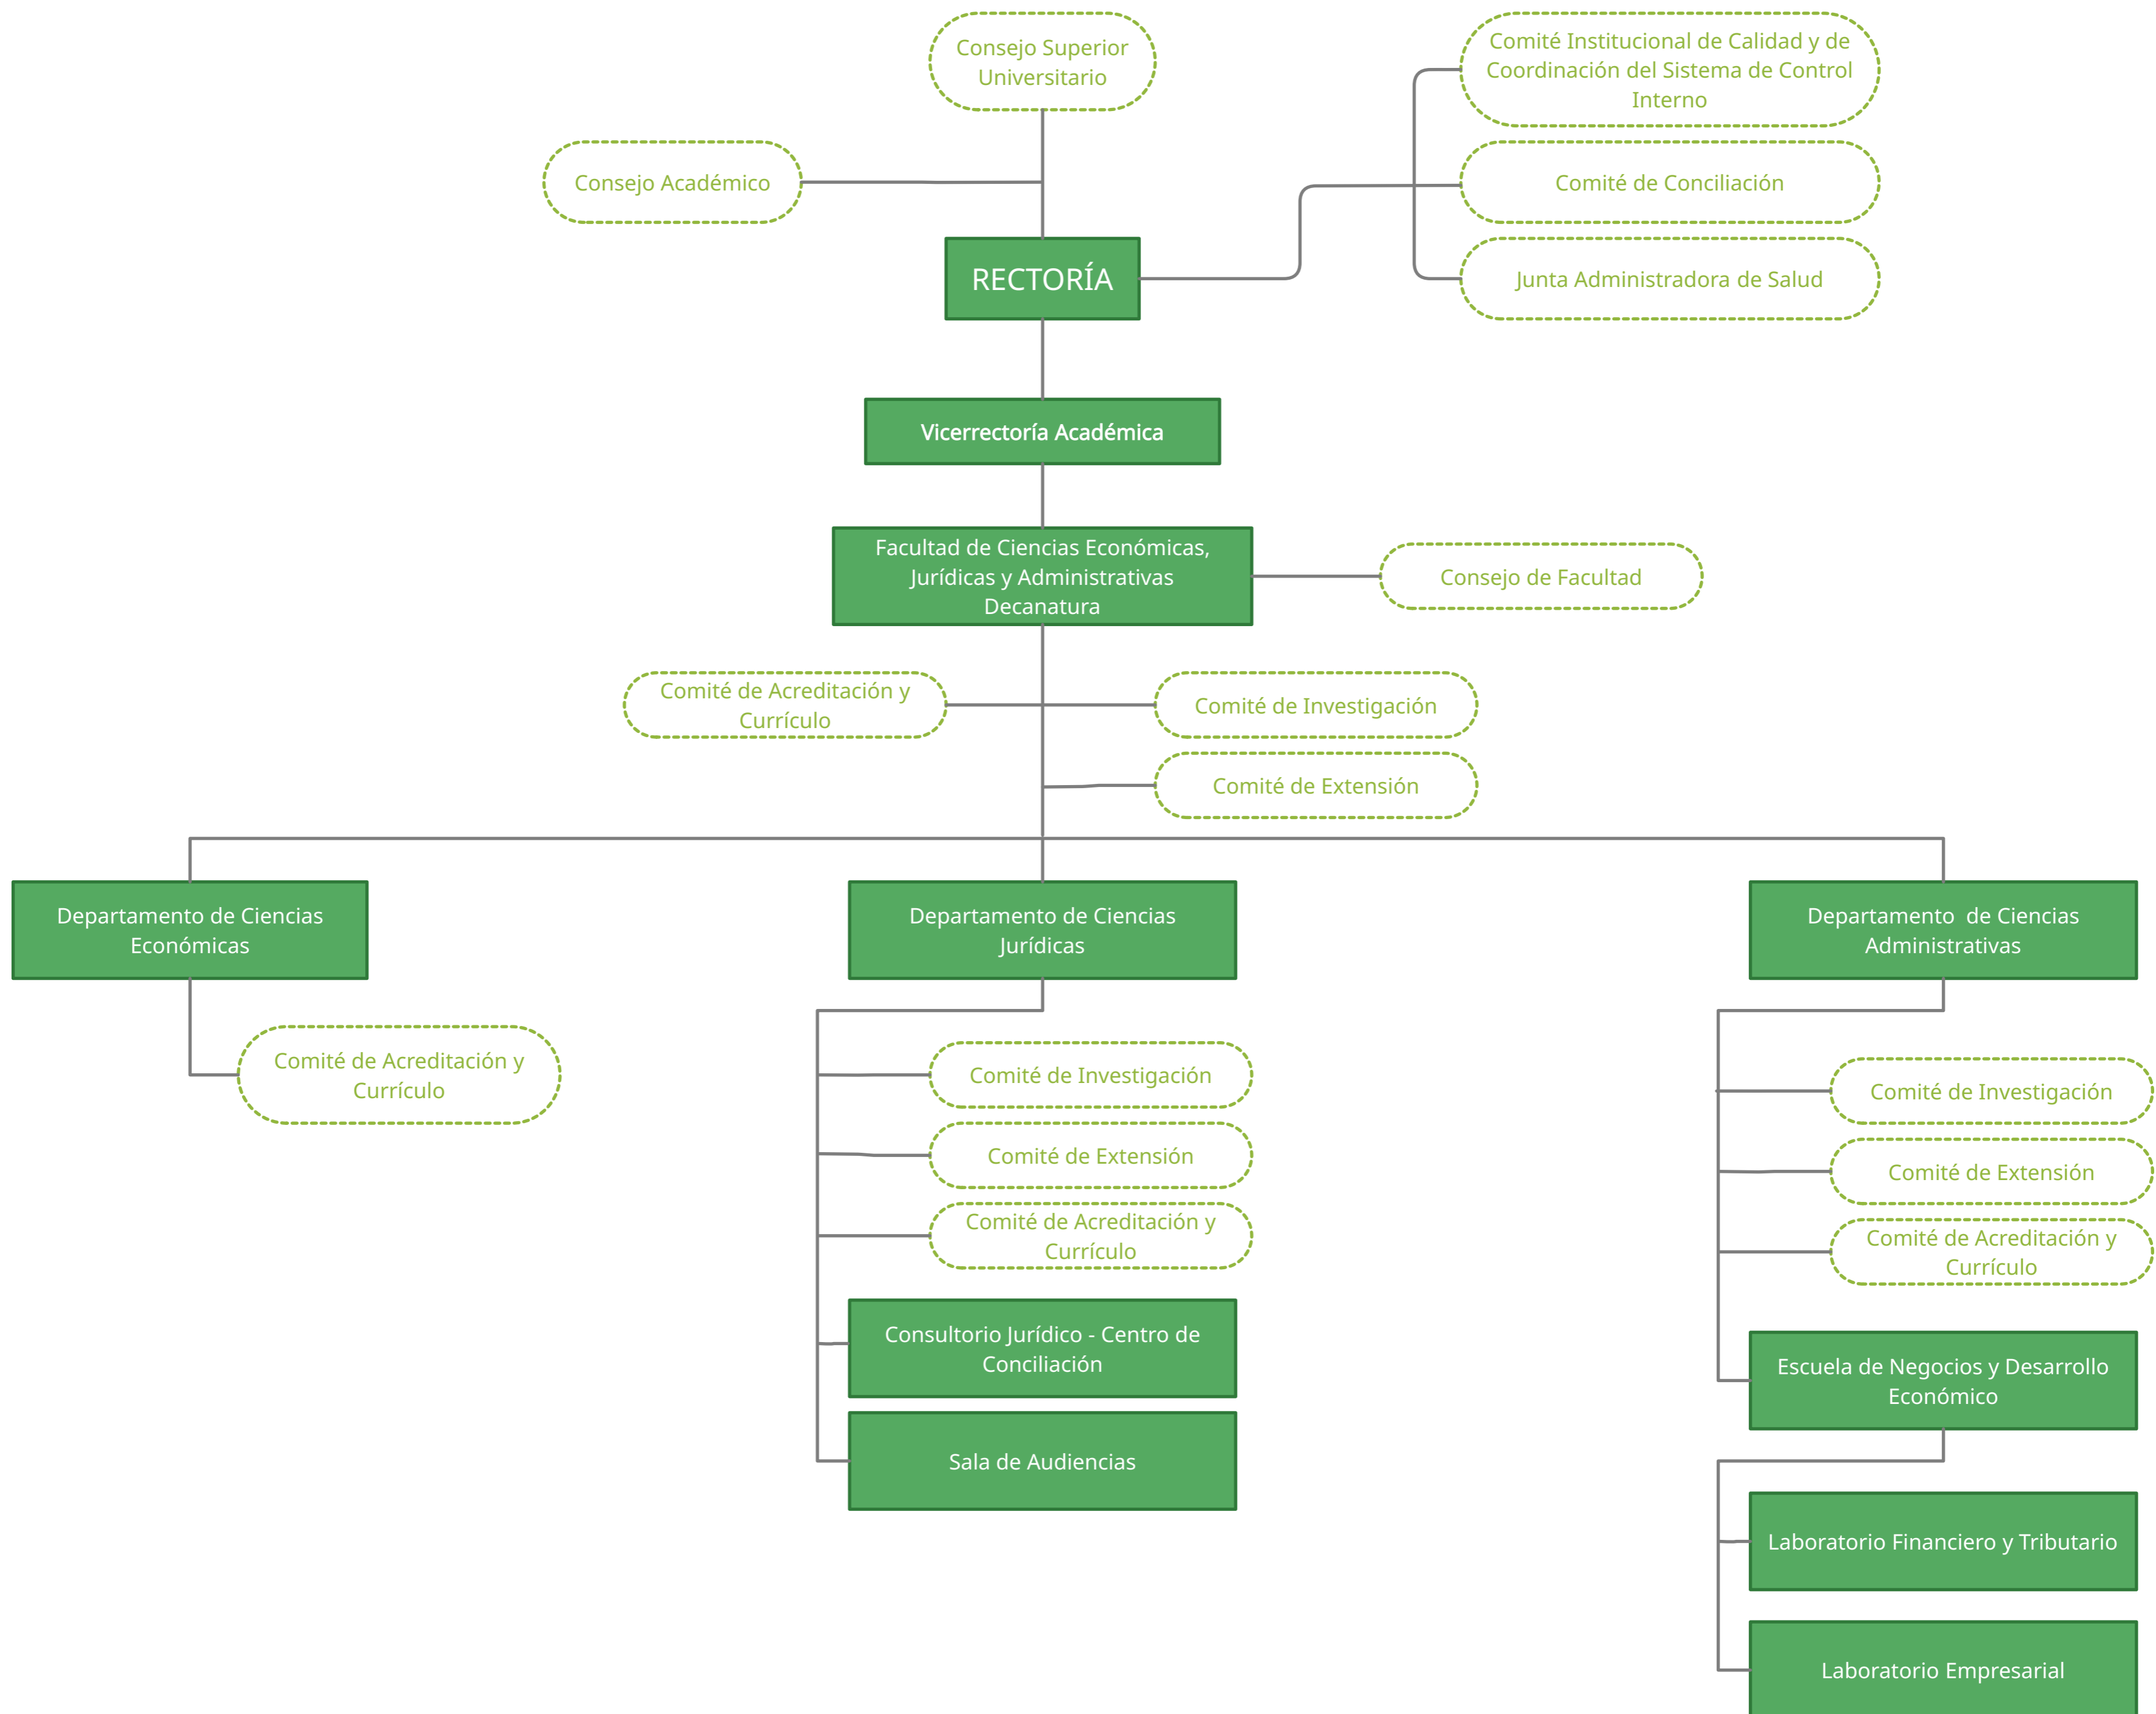 Consejo Superior
Universitario
Comité Institucional de Calidad y de
Coordinación del Sistema de Control
Interno
Consejo Académico
Comité de Conciliación
RECTORÍA
Junta Administradora de Salud
Vicerrectoría Académica
Facultad de Ciencias Económicas,
Jurídicas y Administrativas
Decanatura
Consejo de Facultad
Comité de Acreditación y
Currículo
Comité de Investigación
Comité de Extensión
Departamento de Ciencias
Económicas
Departamento de Ciencias
Jurídicas
Departamento  de Ciencias
Administrativas
Comité de Acreditación y
Currículo
Comité de Investigación
Comité de Extensión
Comité de Acreditación y
Currículo
Consultorio Jurídico - Centro de
Conciliación
Sala de Audiencias
Comité de Investigación
Comité de Extensión
Comité de Acreditación y
Currículo
Escuela de Negocios y Desarrollo
Económico
Laboratorio Financiero y Tributario
Laboratorio Empresarial